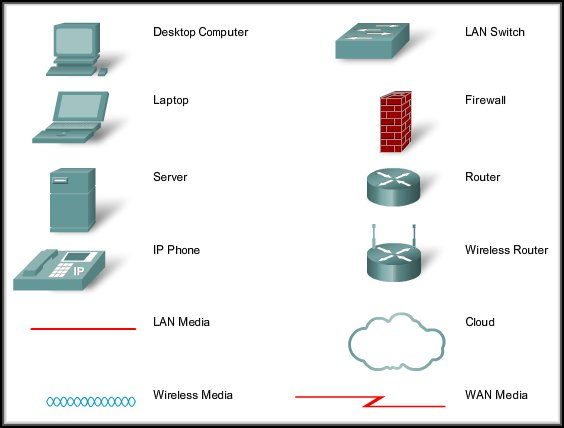 Desktop Computer
LAN Switch
Laptop
Firewall
Server
Router
IP Phone
IP
Wireless Router
LAN Media
Cloud
Wireless Media
WAN Media